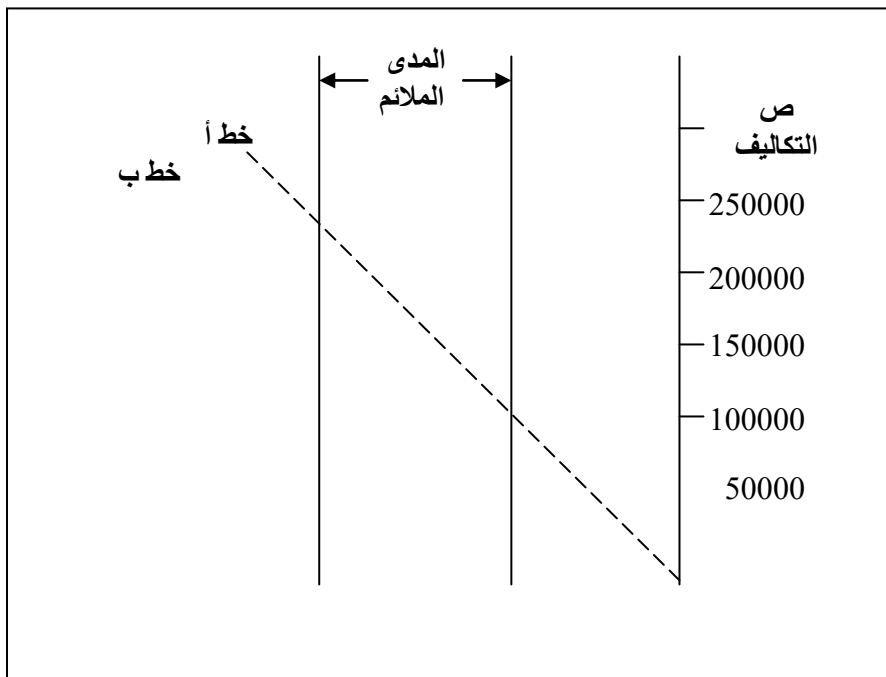 المدى
الملائم
ص
التكاليف
خط أ
خط ب
250000
200000
150000
100000
50000